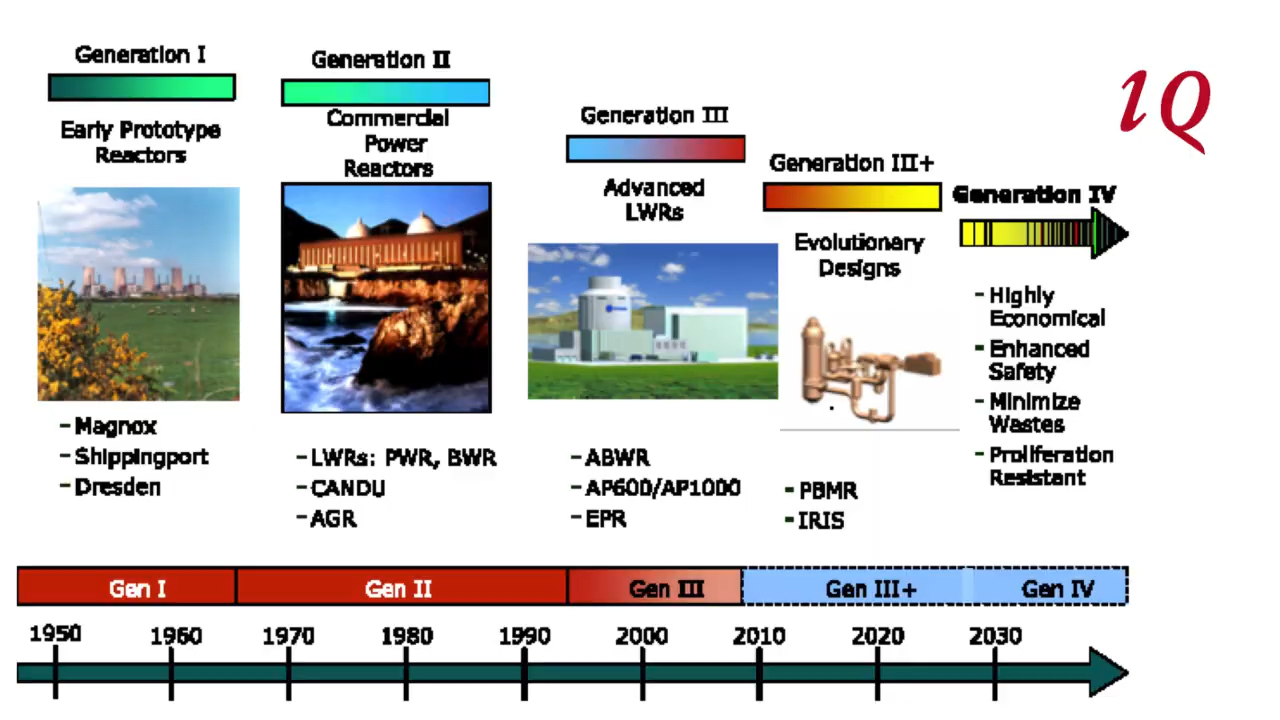 Generation I
Early Prototype
Reactors
- Magnox
- Shippingport
- Dresden
Generation II
Commercial
Power
Reactors
- LWRs: PWR, BWR
- CANDU
- AGR
Generation III
Advanced
LWRs
- ABWR
- AP600/AP1000
- EPR
Generation III+
Evolutionary
Designs
- PBMR
- IRIS
Generation IV
- Highly
Economical
- Enhanced
Safety
- Minimize
Wastes
- Proliferation
Resistant
lQ
Gen I Gen II Gen III Gen III+ Gen IV
1950 1960 1970 1980 1990 2000 2010 2020 2030